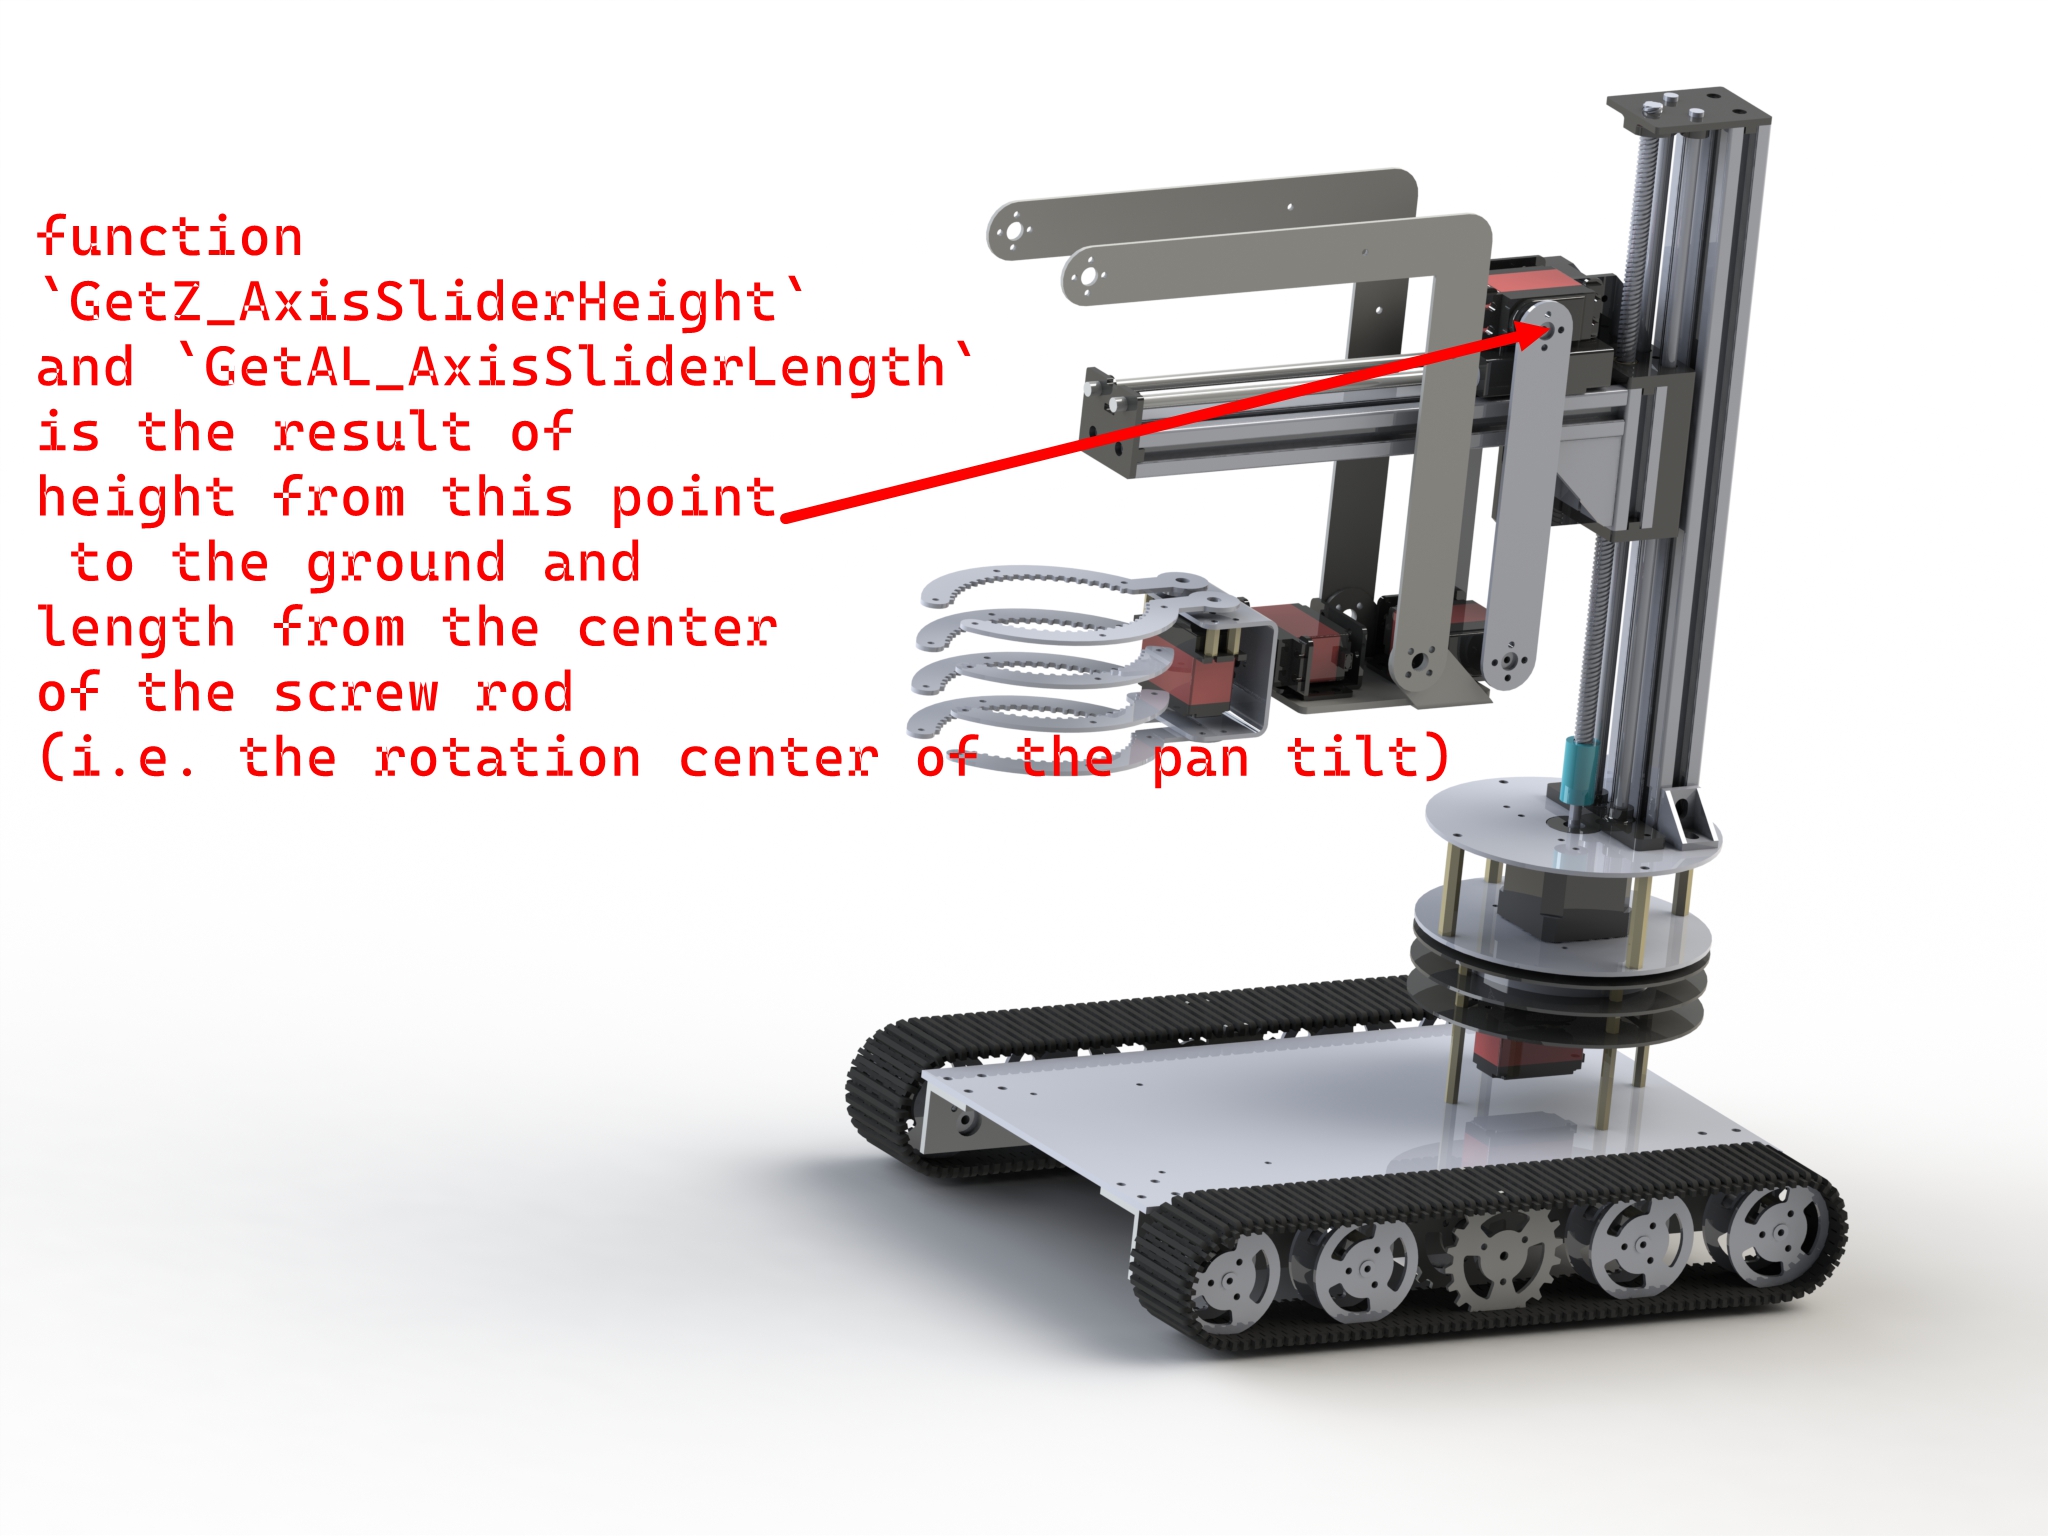 function
`GetZ_AxisSliderHeight`
and `GetAL_AxisSliderLength`
is the result of
height from this point
to the ground and
length from the center
of the screw rod
(i.e. the rotation center of the pan tilt)